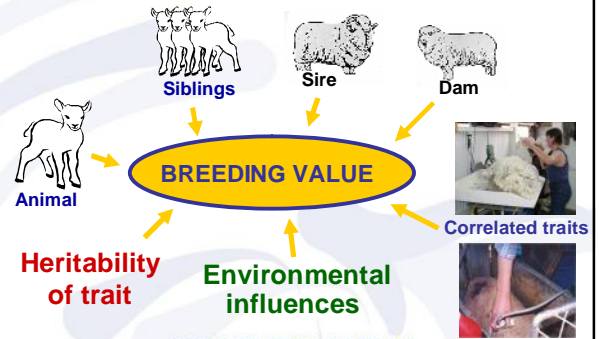 Siblings
Sire
Dam
Animal
BREEDING VALUE
Correlated traits
Heritability
of trait
Environmental
influences